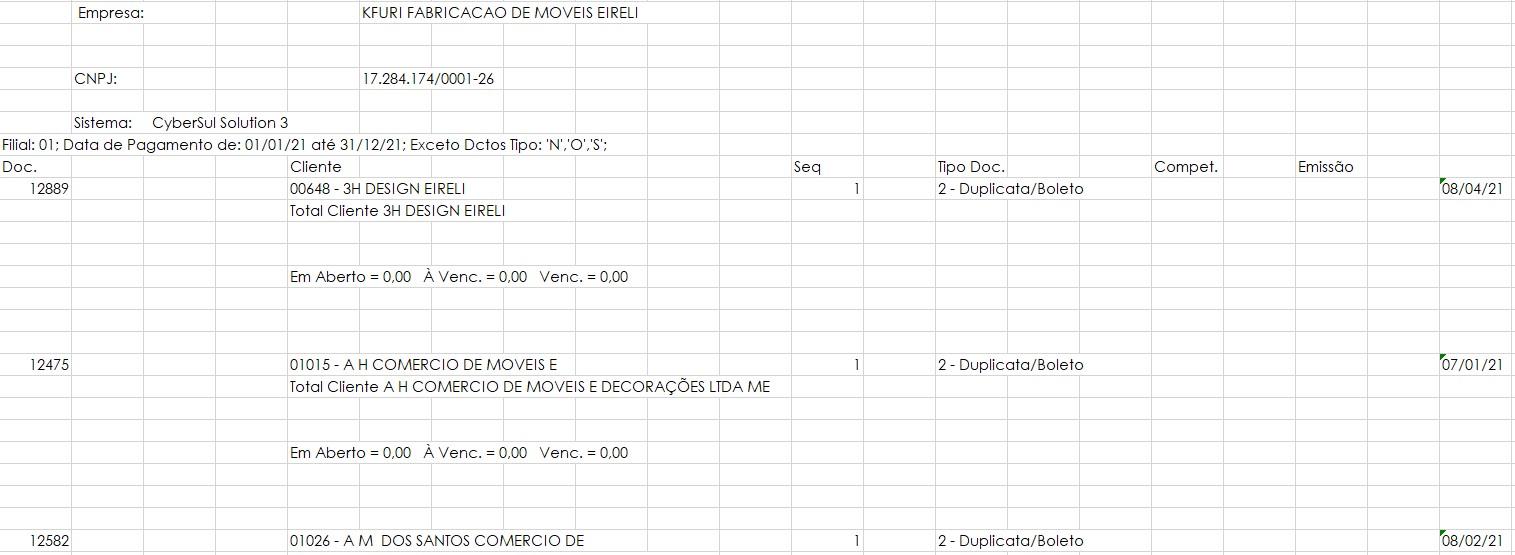 Empresa: KFURI FABRICACAO DE MOVEIS EIRELI
CNPJ: 17.284.174/0001-26
Sistema: CyberSul Solution 3
Filial: 01; Data de Pagamento de: 01/01/21 até 31/12/21; Exceto Dctos Tipo: 'N','O','S';
Doc. Cliente Seq Tipo Doc. Compet. Emissão
12889 00648 - 3H DESIGN EIRELI 1 2 - Duplicata/Boleto 08/04/21
Total Cliente 3H DESIGN EIRELI
Em Aberto = 0,00 À Venc. = 0,00 Venc. = 0,00
12475 01015 - A H COMERCIO DE MOVEIS E 1 2 - Duplicata/Boleto 07/01/21
Total Cliente A H COMERCIO DE MOVEIS E DECORAÇÕES LTDA ME
Em Aberto = 0,00 À Venc. = 0,00 Venc. = 0,00
12582 01026 - A M DOS SANTOS COMERCIO DE 1 2 - Duplicata/Boleto 08/02/21